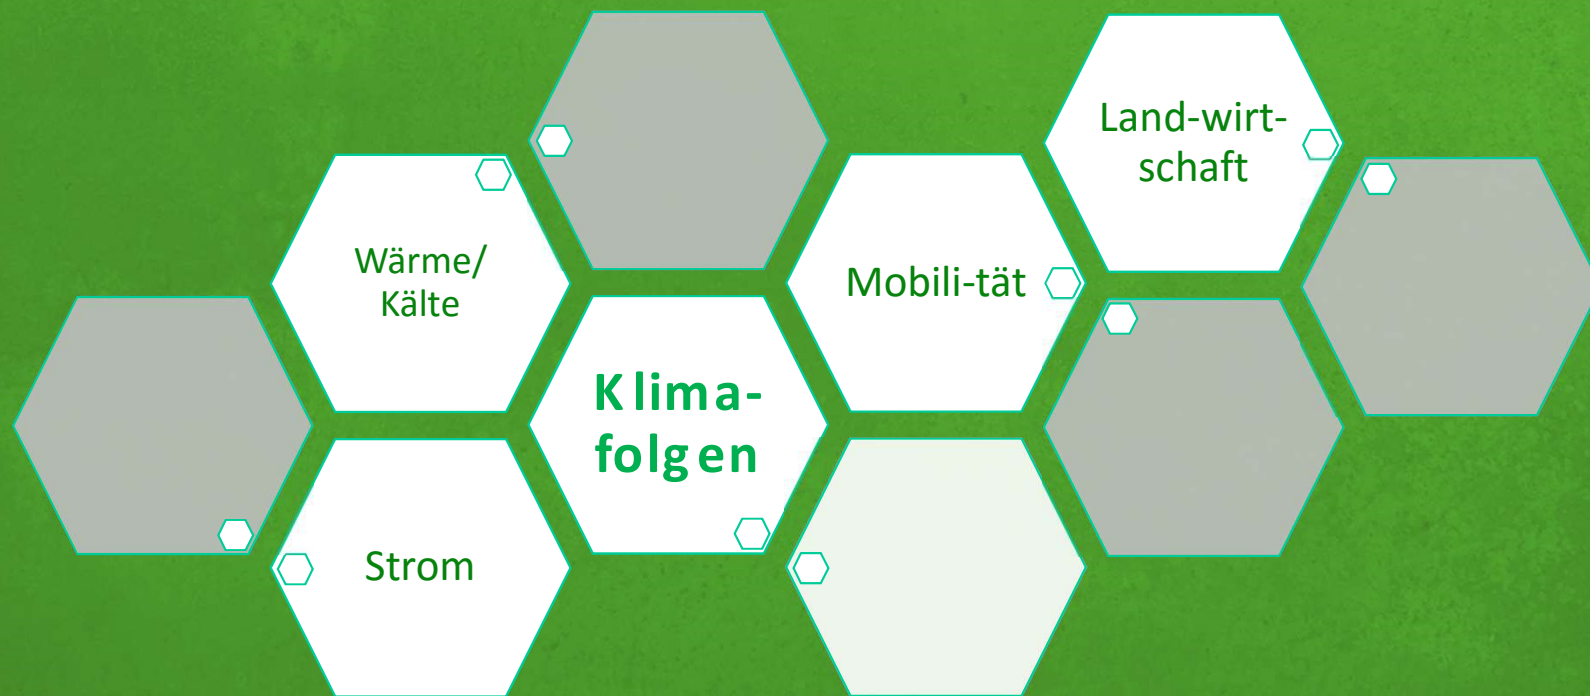 Land-wirt-
schaft
Wärme/
Kälte
Mobili-tät
Klima-
folgen
Strom